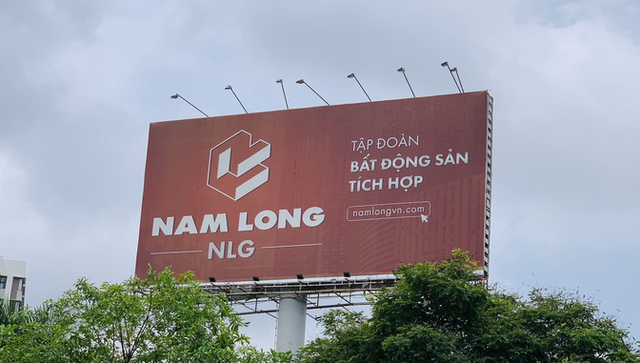 NAM LONG
NLG
TẬP ĐOÀN
BẤT ĐỘNG SẢN
TÍCH HỢP
namlongvn.com